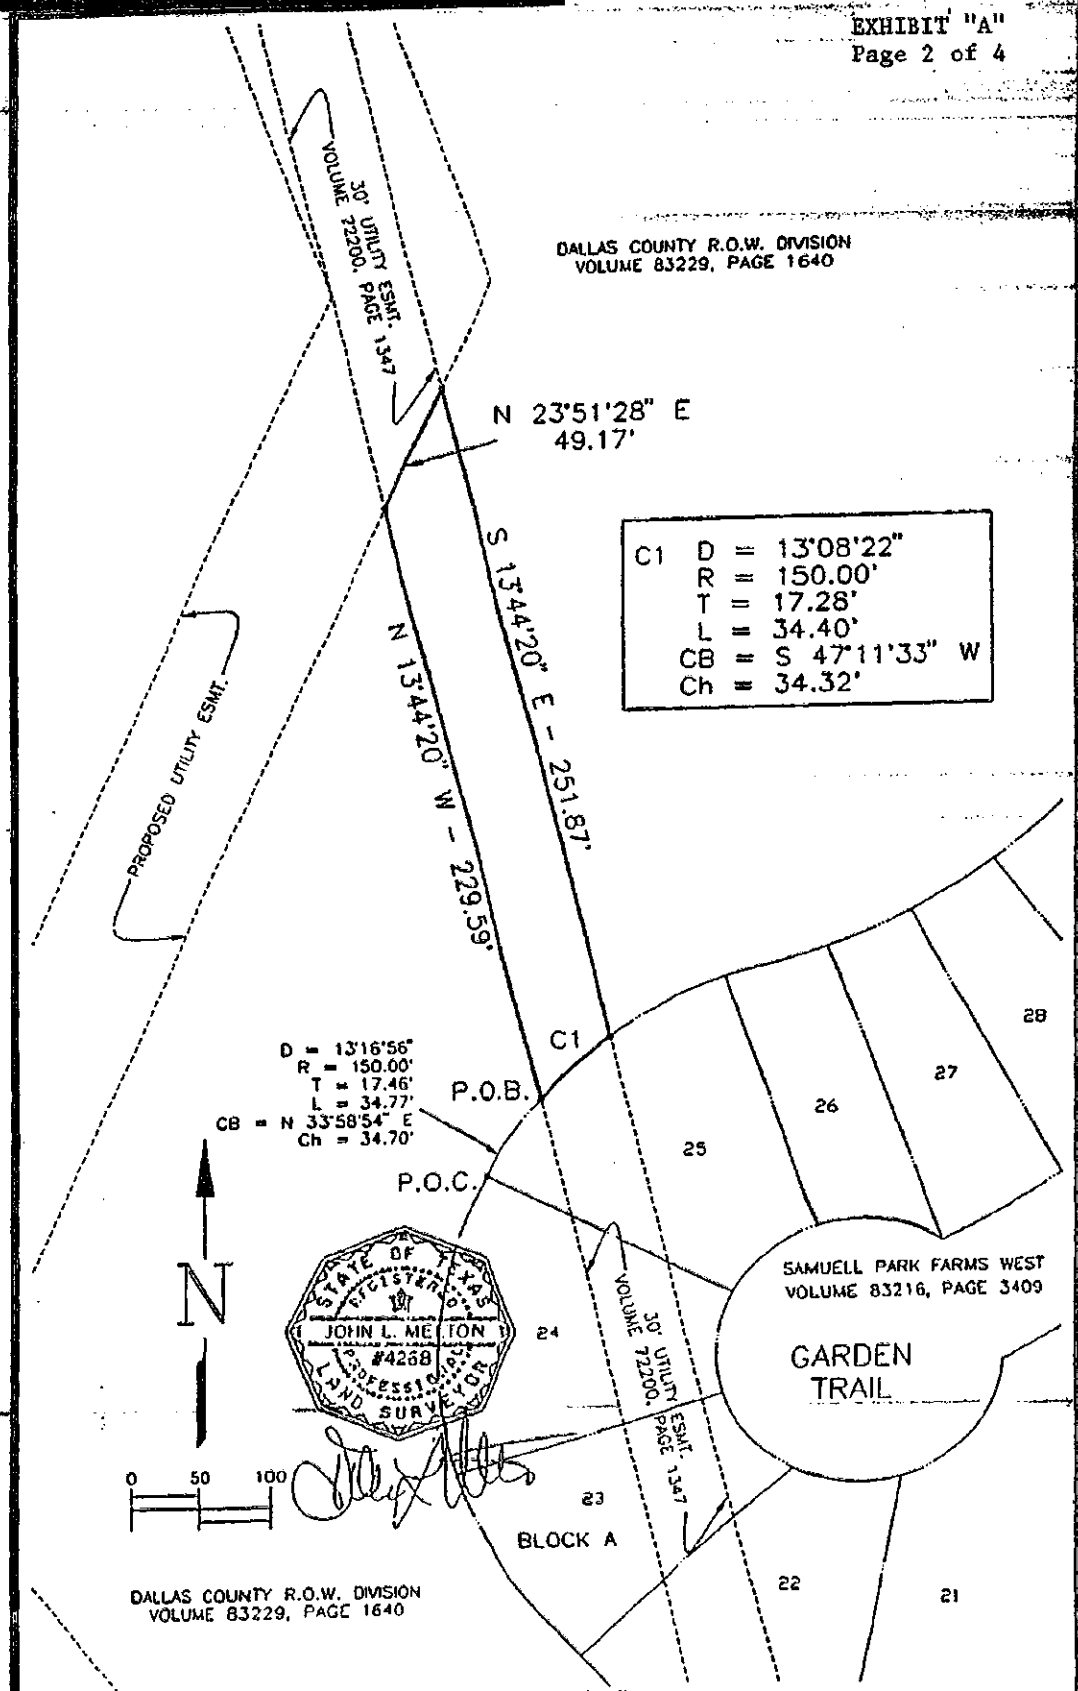 EXHIBIT "A"
Page 2 of 4
30' UTILITY ESMT.
VOLUME 72200, PAGE 1347
DALLAS COUNTY R.O.W. DIVISION
VOLUME 83229, PAGE 1640
N 23°51'28" E
49.17'
S 13°44'20" E - 251.87'
N 13°44'20" W - 229.59'
C1 D = 13°08'22"
R = 150.00'
T = 17.28'
L = 34.40'
CB = S 47°11'33" W
Ch = 34.32'
PROPOSED UTILITY ESMT.
C1
D = 13°16'56"
R = 150.00'
T = 17.46'
L = 34.77'
CB = N 33°58'54" E
Ch = 34.70'
P.O.B.
P.O.C.
28
27
26
25
24
23
22
21
N
STATE OF TEXAS
REGISTERED
JOHN L. MELTON
#4268
PROFESSIONAL
LAND SURVEYOR
SAMUELL PARK FARMS WEST
VOLUME 83216, PAGE 3409
GARDEN
TRAIL
30' UTILITY ESMT.
VOLUME 72200, PAGE 1347
0 50 100
BLOCK A
DALLAS COUNTY R.O.W. DIVISION
VOLUME 83229, PAGE 1640